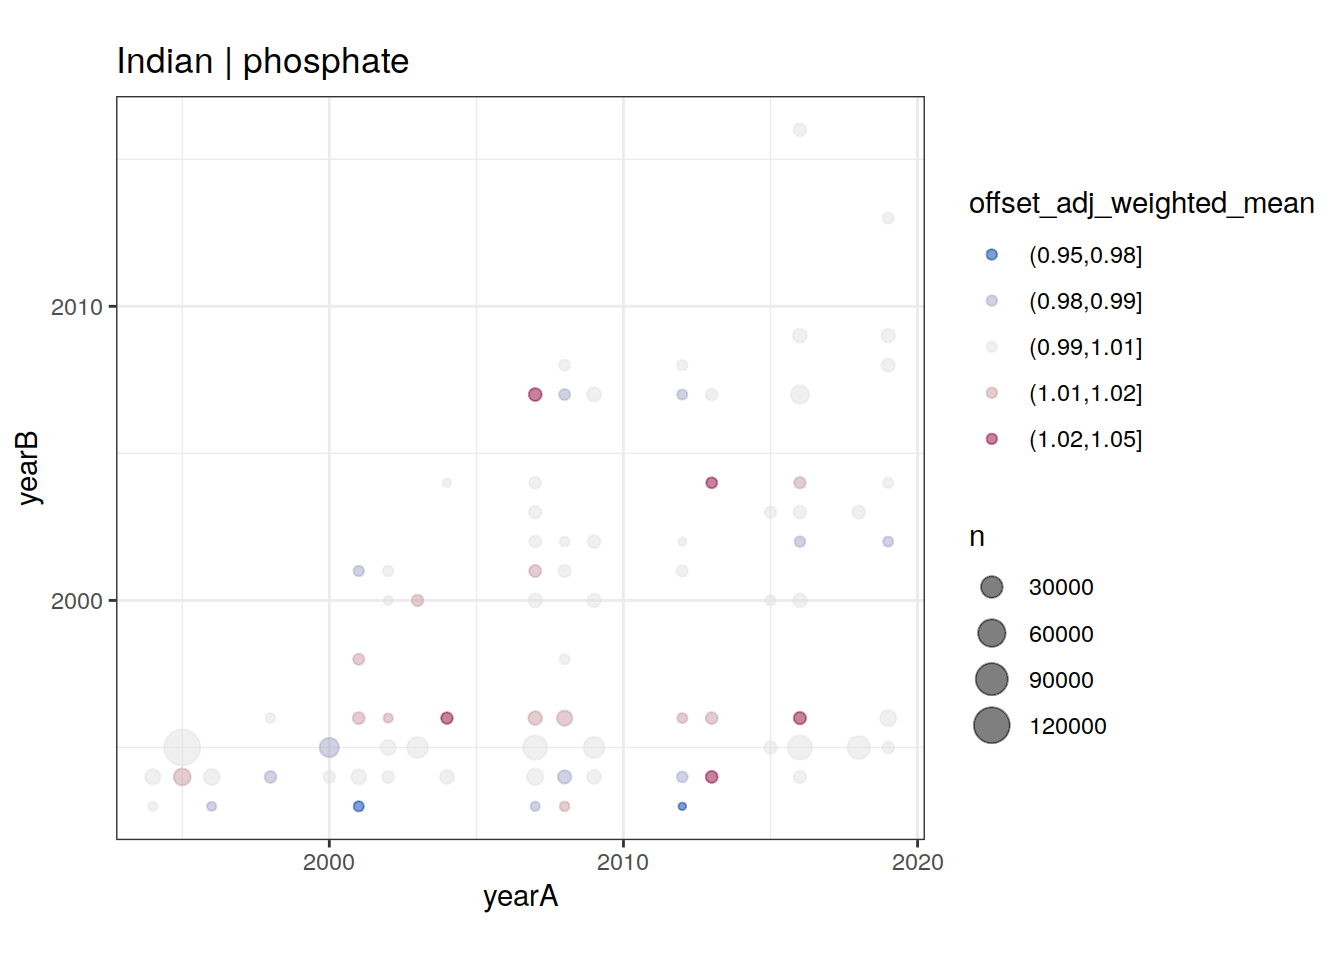 Indian | phosphate
yearB
2010
2000
2000
2010
2020
yearA
offset_adj_weighted_mean
(0.95,0.98]
(0.98,0.99]
(0.99,1.01]
(1.01,1.02]
(1.02,1.05]
n
30000
60000
90000
120000